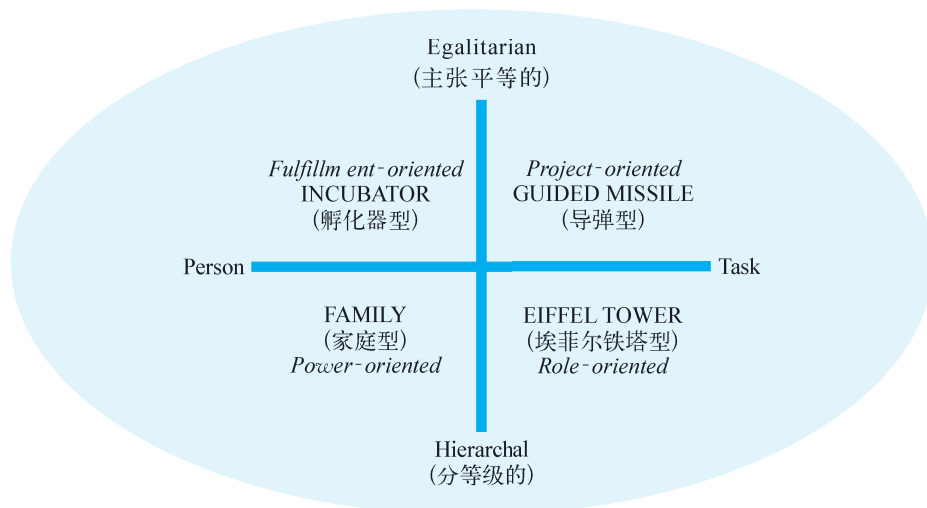 Egalitarian
(主张平等的)
Fulfillm ent-oriented
INCUBATOR
(孵化器型)
Project-oriented
GUIDED MISSILE
(导弹型)
Person
Task
FAMILY
(家庭型)
Power-oriented
EIFFEL TOWER
(埃菲尔铁塔型)
Role-oriented
Hierarchal
(分等级的)